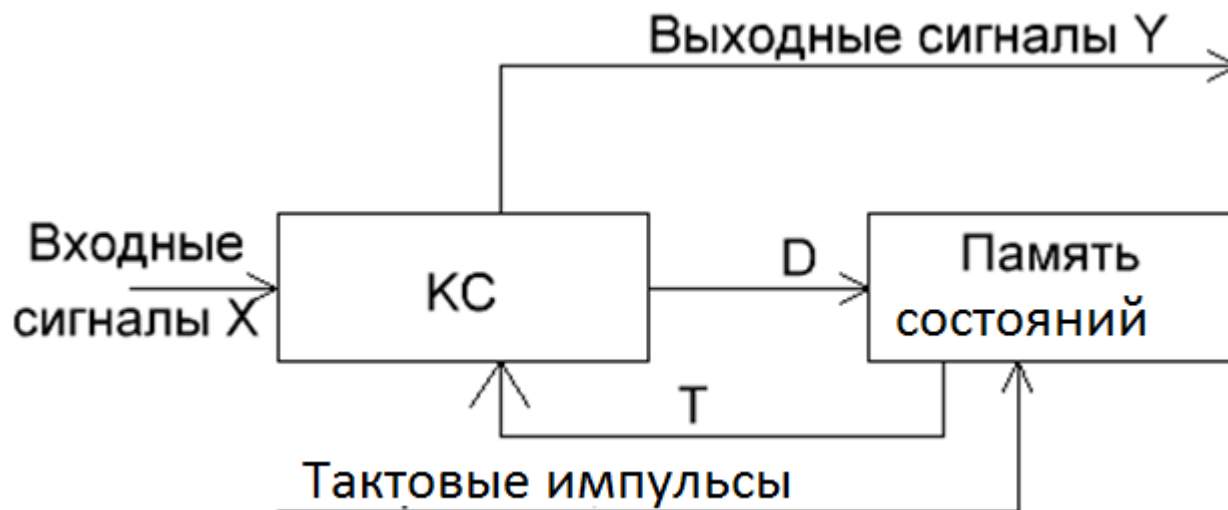 Выходные сигналы Y
Входные
сигналы X
КС
D
Память
состояний
T
Тактовые импульсы